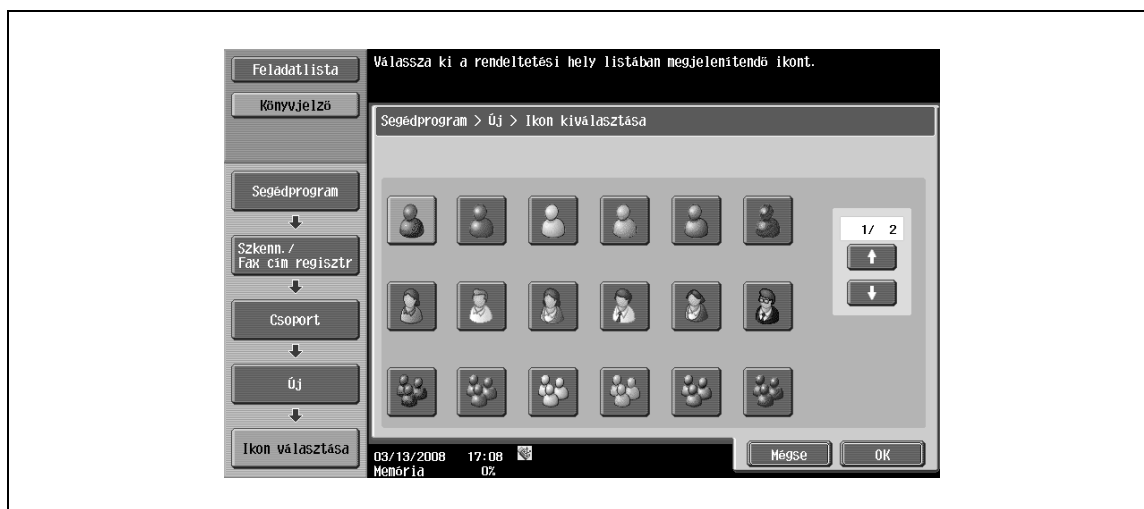 Feladatlista
Könyvjelzö
Válassza ki a rendeltetési hely listában megjelenítendö ikont.
Segédprogram > Új > Ikon kiválasztása
Segédprogram
Szkenn./
Fax cím regisztr
Csoport
Új
Ikon választása
1/ 2
03/13/2008 17:08
Memória 0%
Mégse
OK